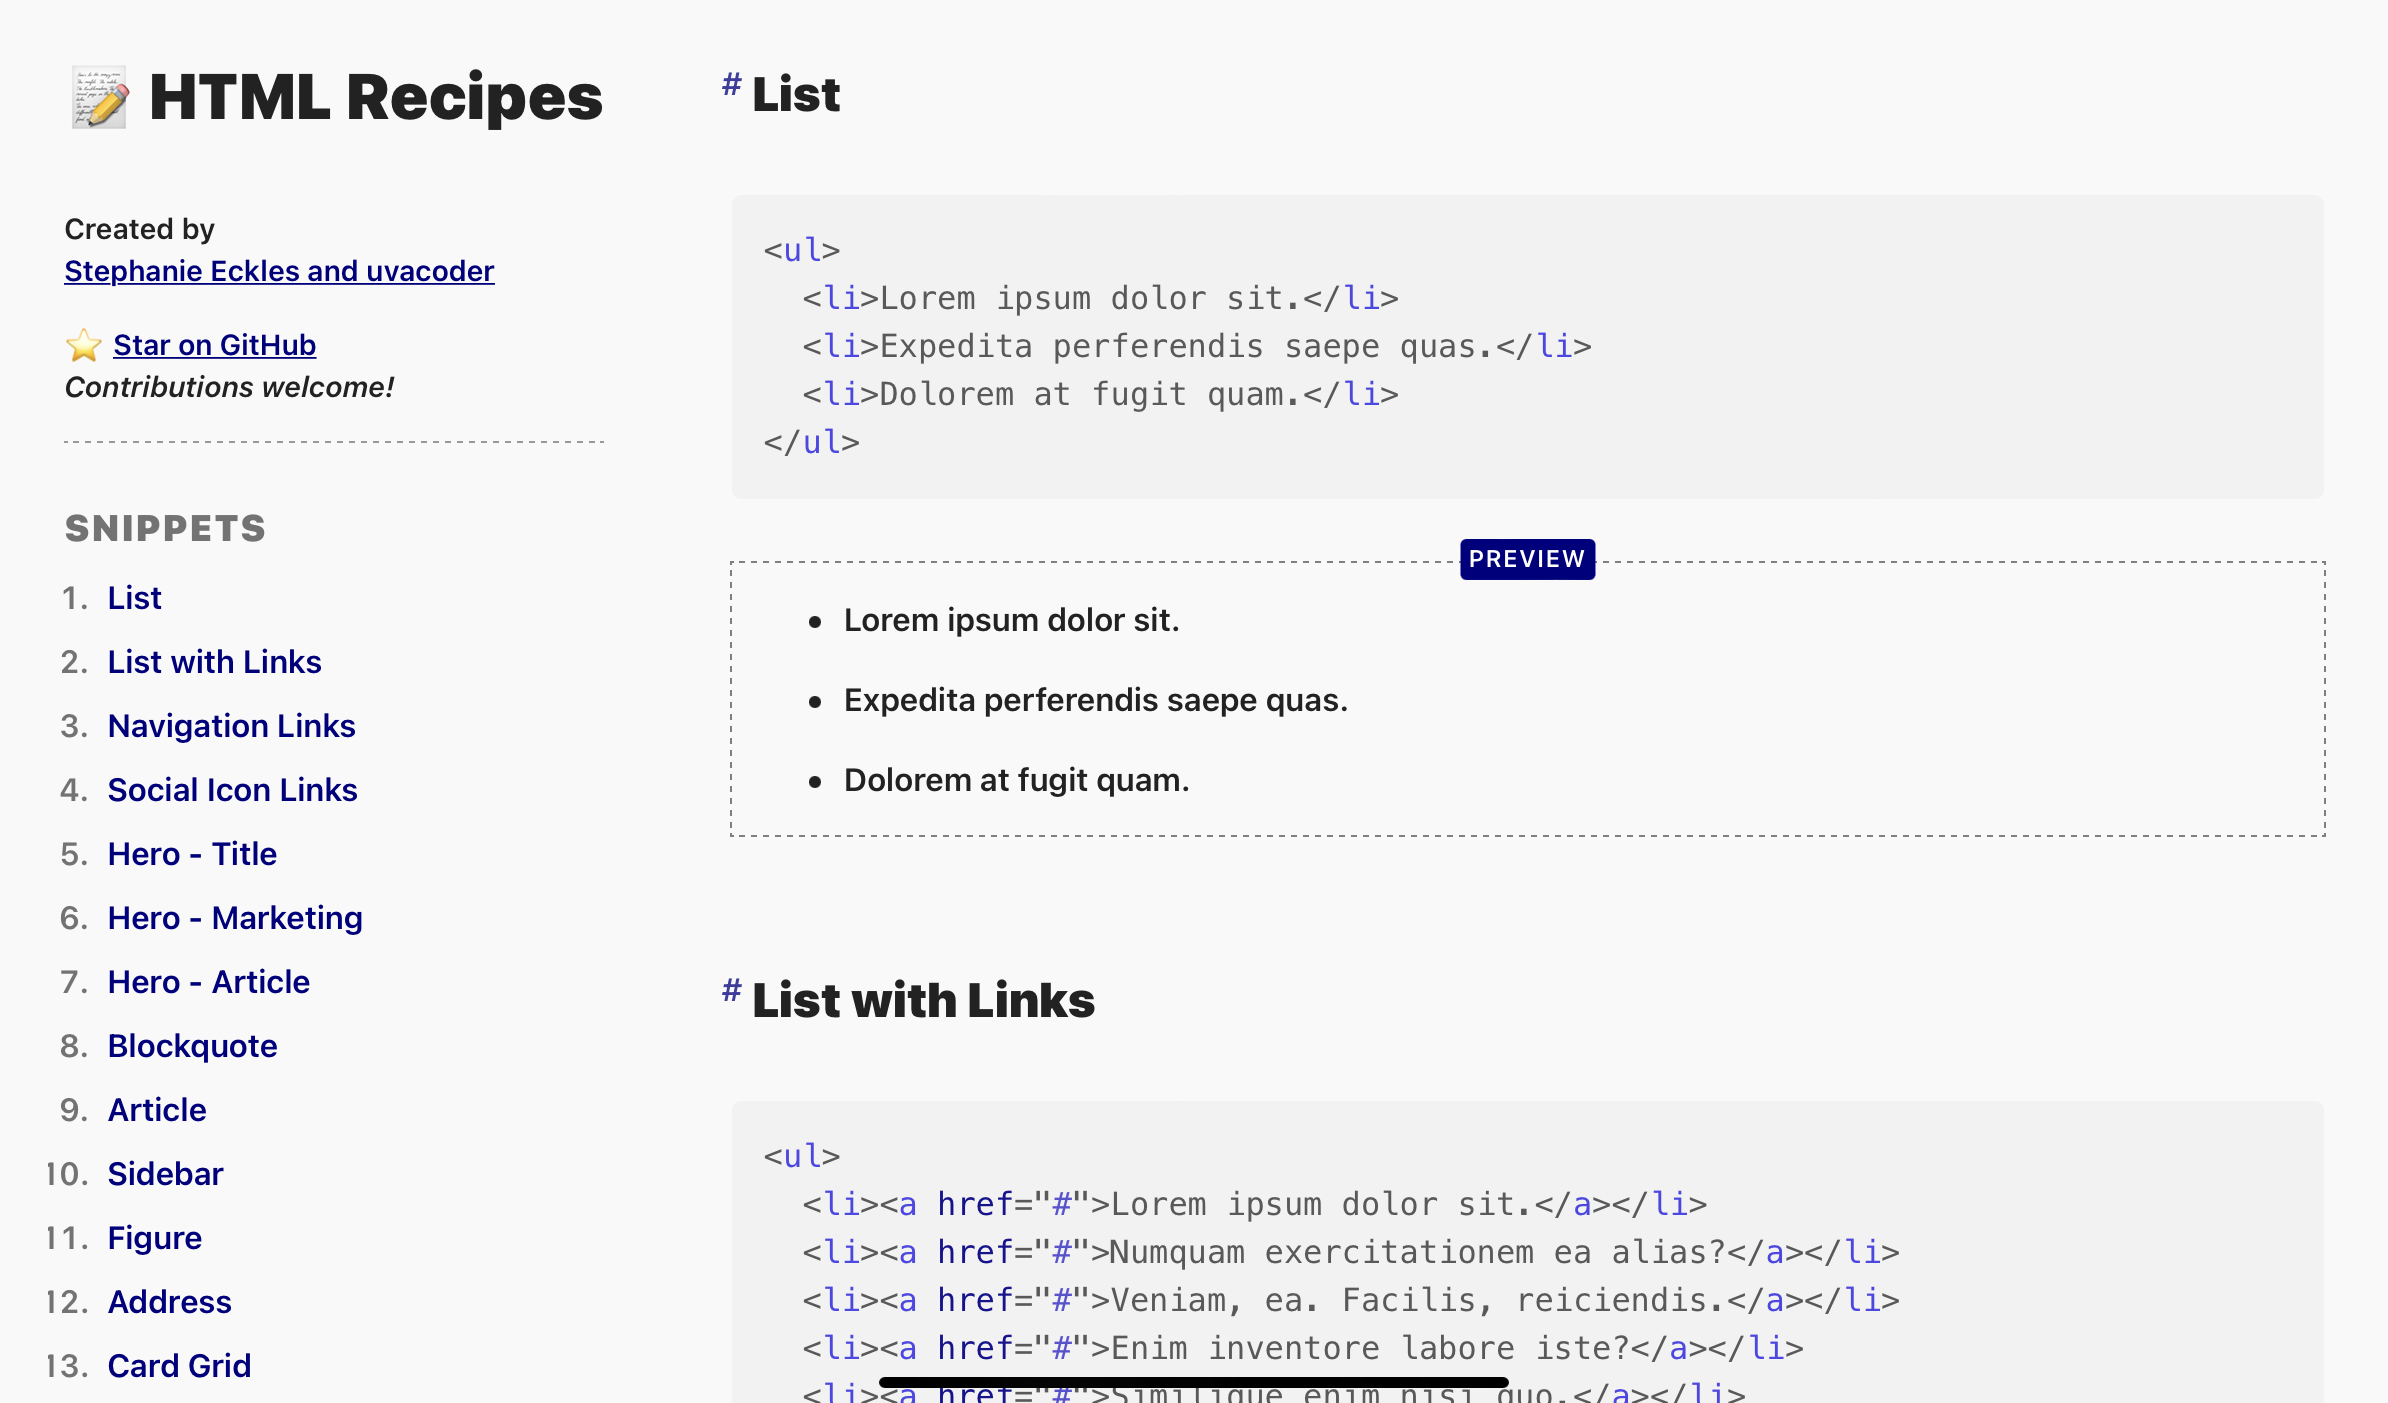 HTML Recipes
Created by
Stephanie Eckles and uvacoder
Star on GitHub
Contributions welcome!
SNIPPETS
1. List
2. List with Links
3. Navigation Links
4. Social Icon Links
5. Hero - Title
6. Hero - Marketing
7. Hero - Article
8. Blockquote
9. Article
10. Sidebar
11. Figure
12. Address
13. Card Grid
# List
<ul>
  <li>Lorem ipsum dolor sit.</li>
  <li>Expedita perferendis saepe quas.</li>
  <li>Dolorem at fugit quam.</li>
</ul>
PREVIEW
• Lorem ipsum dolor sit.
• Expedita perferendis saepe quas.
• Dolorem at fugit quam.
# List with Links
<ul>
  <li><a href="#">Lorem ipsum dolor sit.</a></li>
  <li><a href="#">Numquam exercitationem ea alias?</a></li>
  <li><a href="#">Veniam, ea. Facilis, reiciendis.</a></li>
  <li><a href="#">Enim inventore labore iste?</a></li>
  <li><a href="#">Similique enim nisi quo.</a></li>